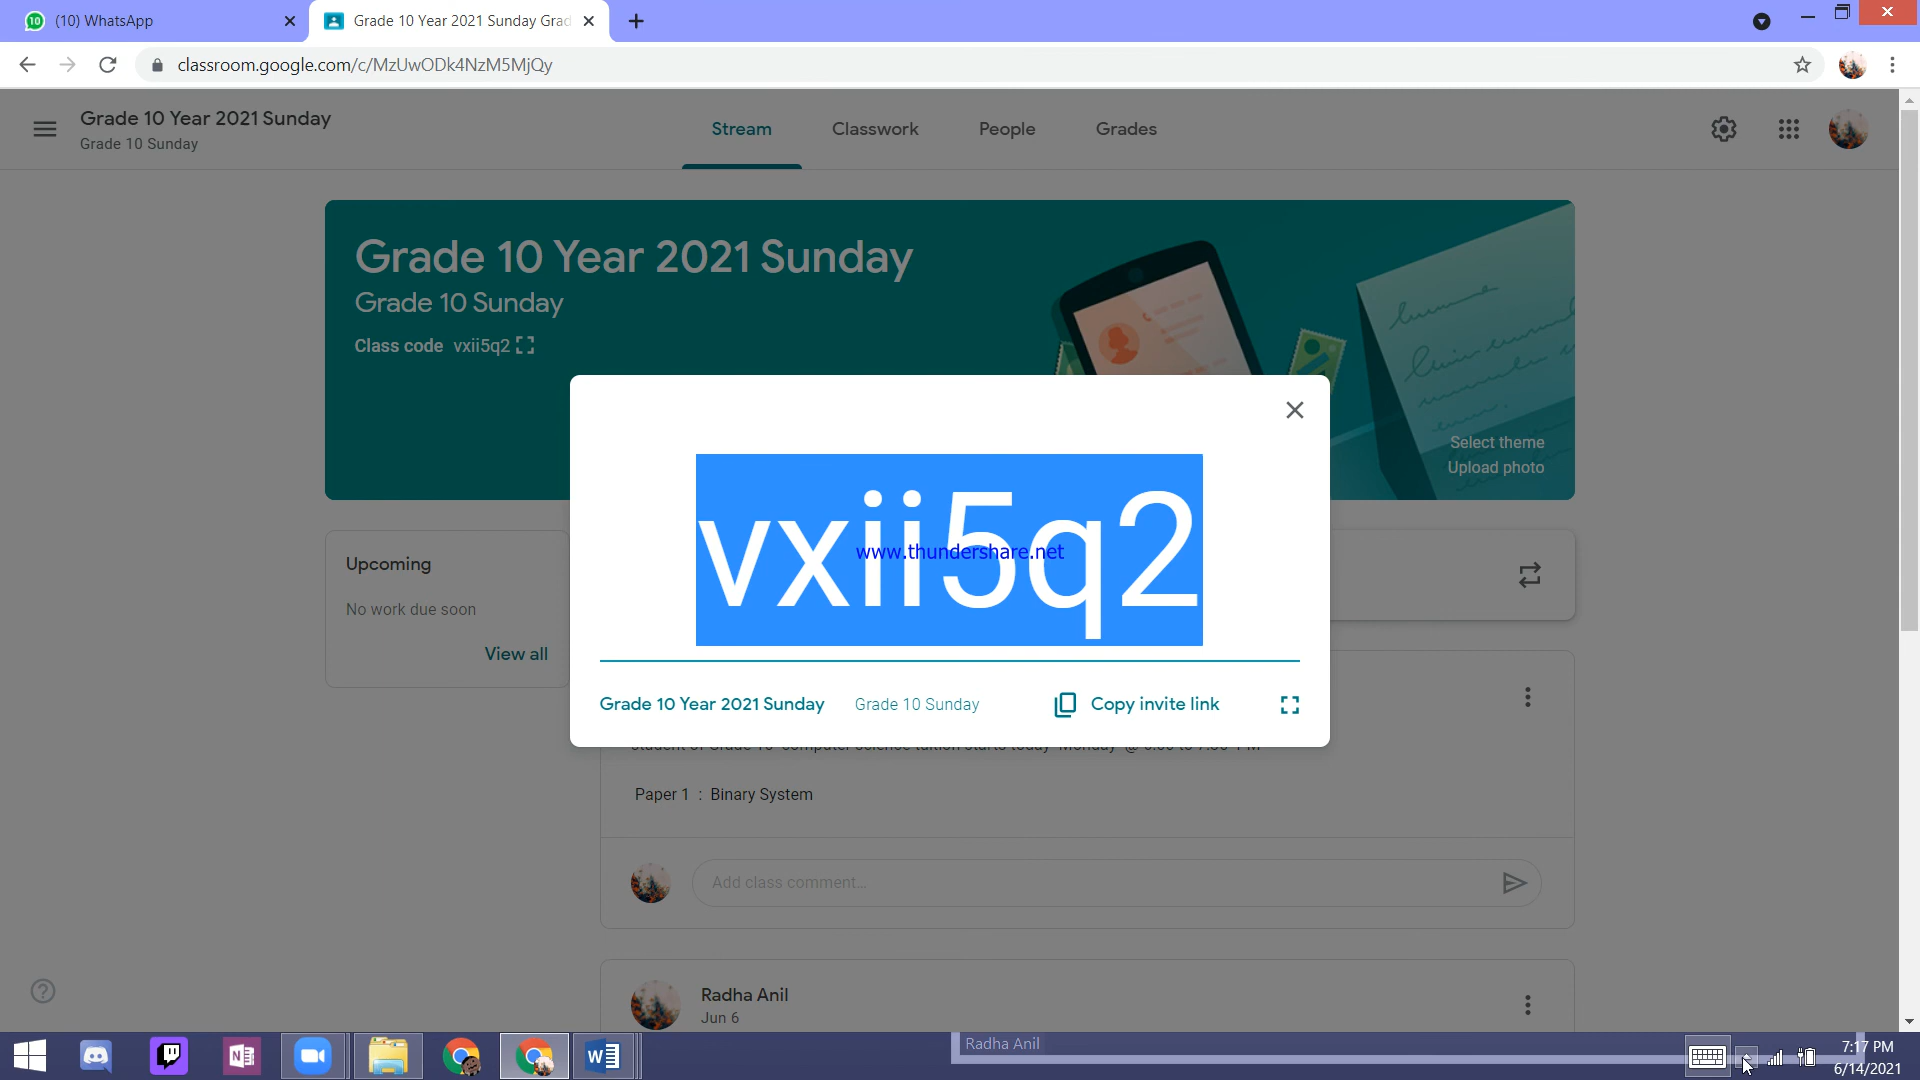 (10) WhatsApp
Grade 10 Year 2021 Sunday Grad
classroom.google.com/c/MzUwODk4NzM5MjQy
Grade 10 Year 2021 Sunday
Grade 10 Sunday
Stream
Classwork
People
Grades
Grade 10 Year 2021 Sunday
Grade 10 Sunday
Class code vxii5q2
Select theme
Upload photo
vxii5q2
www.thundershare.net
Grade 10 Year 2021 Sunday
Grade 10 Sunday
Copy invite link
Upcoming
No work due soon
View all
Paper 1 : Binary System
Add class comment...
Radha Anil
Jun 6
Radha Anil
7:17 PM
6/14/2021